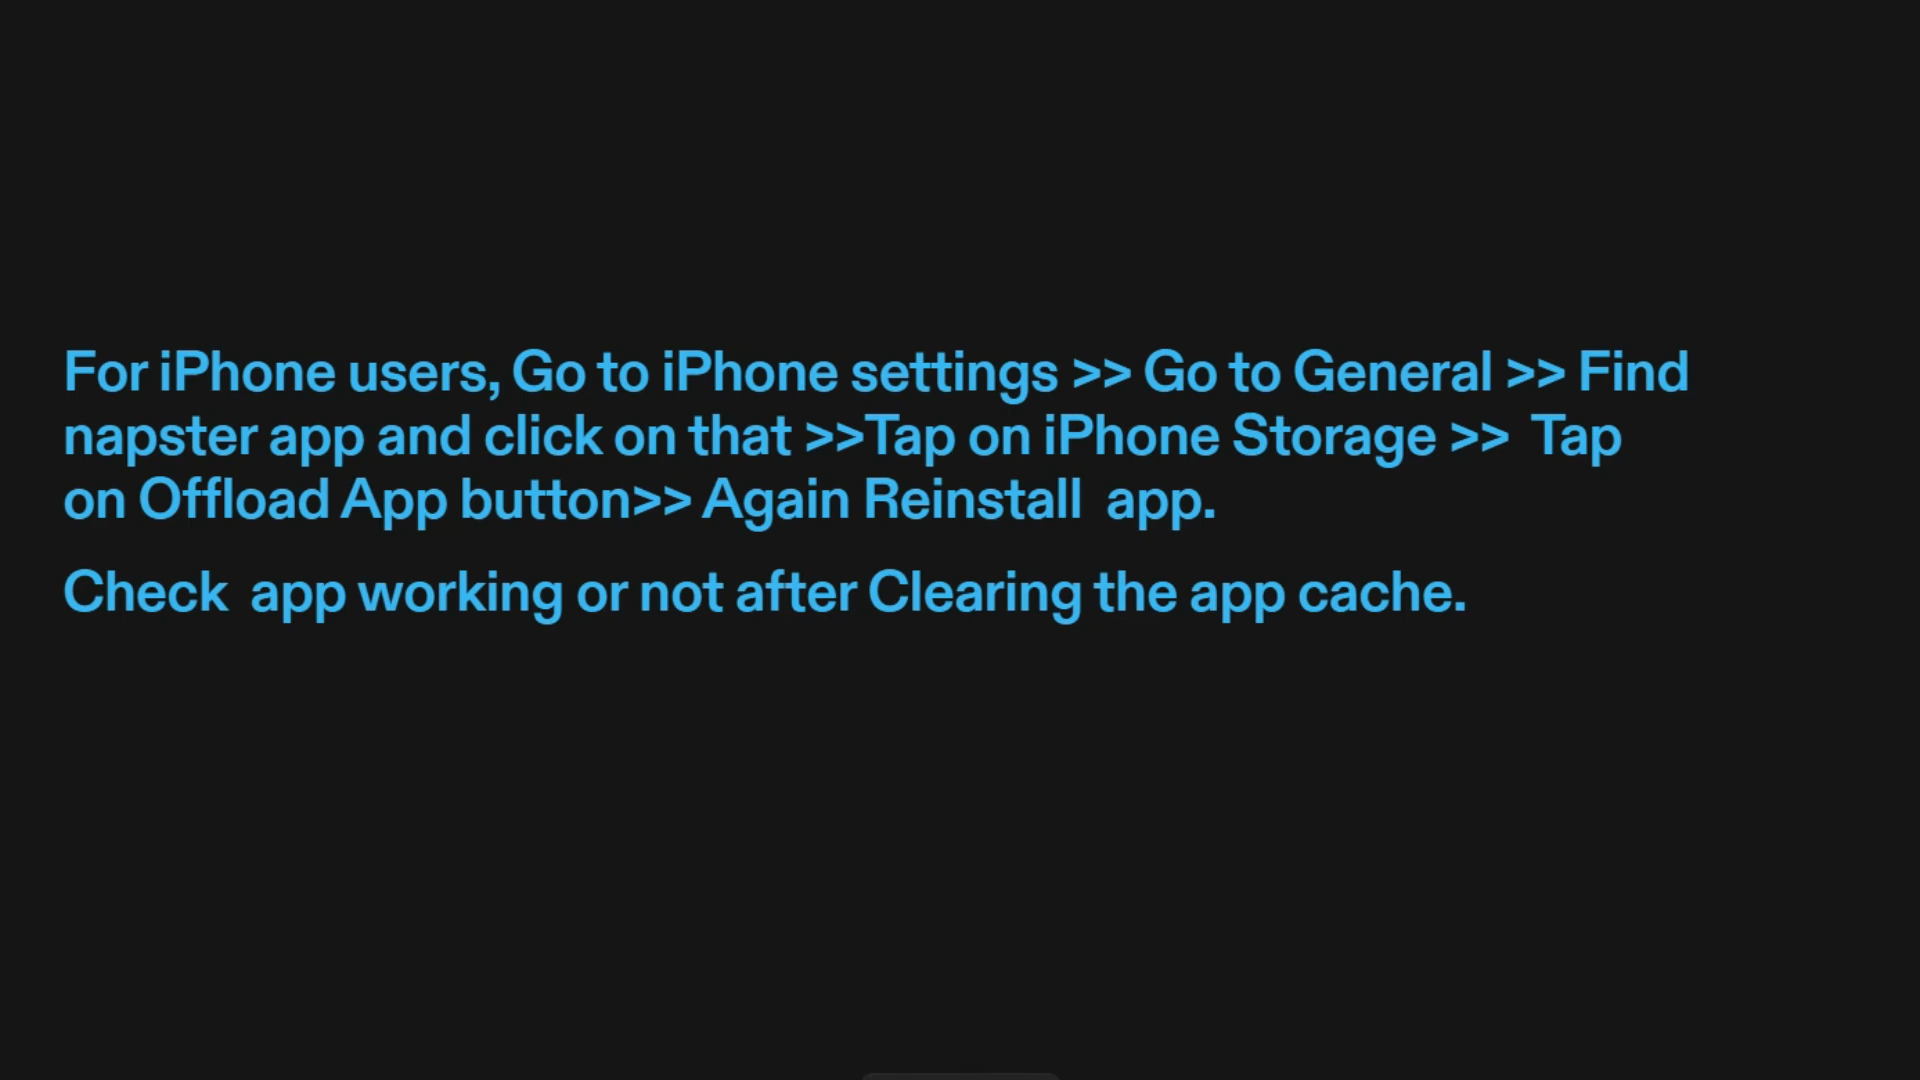 For iPhone users, Go to iPhone settings >> Go to General >> Find
napster app and click on that >>Tap on iPhone Storage >>  Tap
on Offload App button>> Again Reinstall  app.
Check  app working or not after Clearing the app cache.